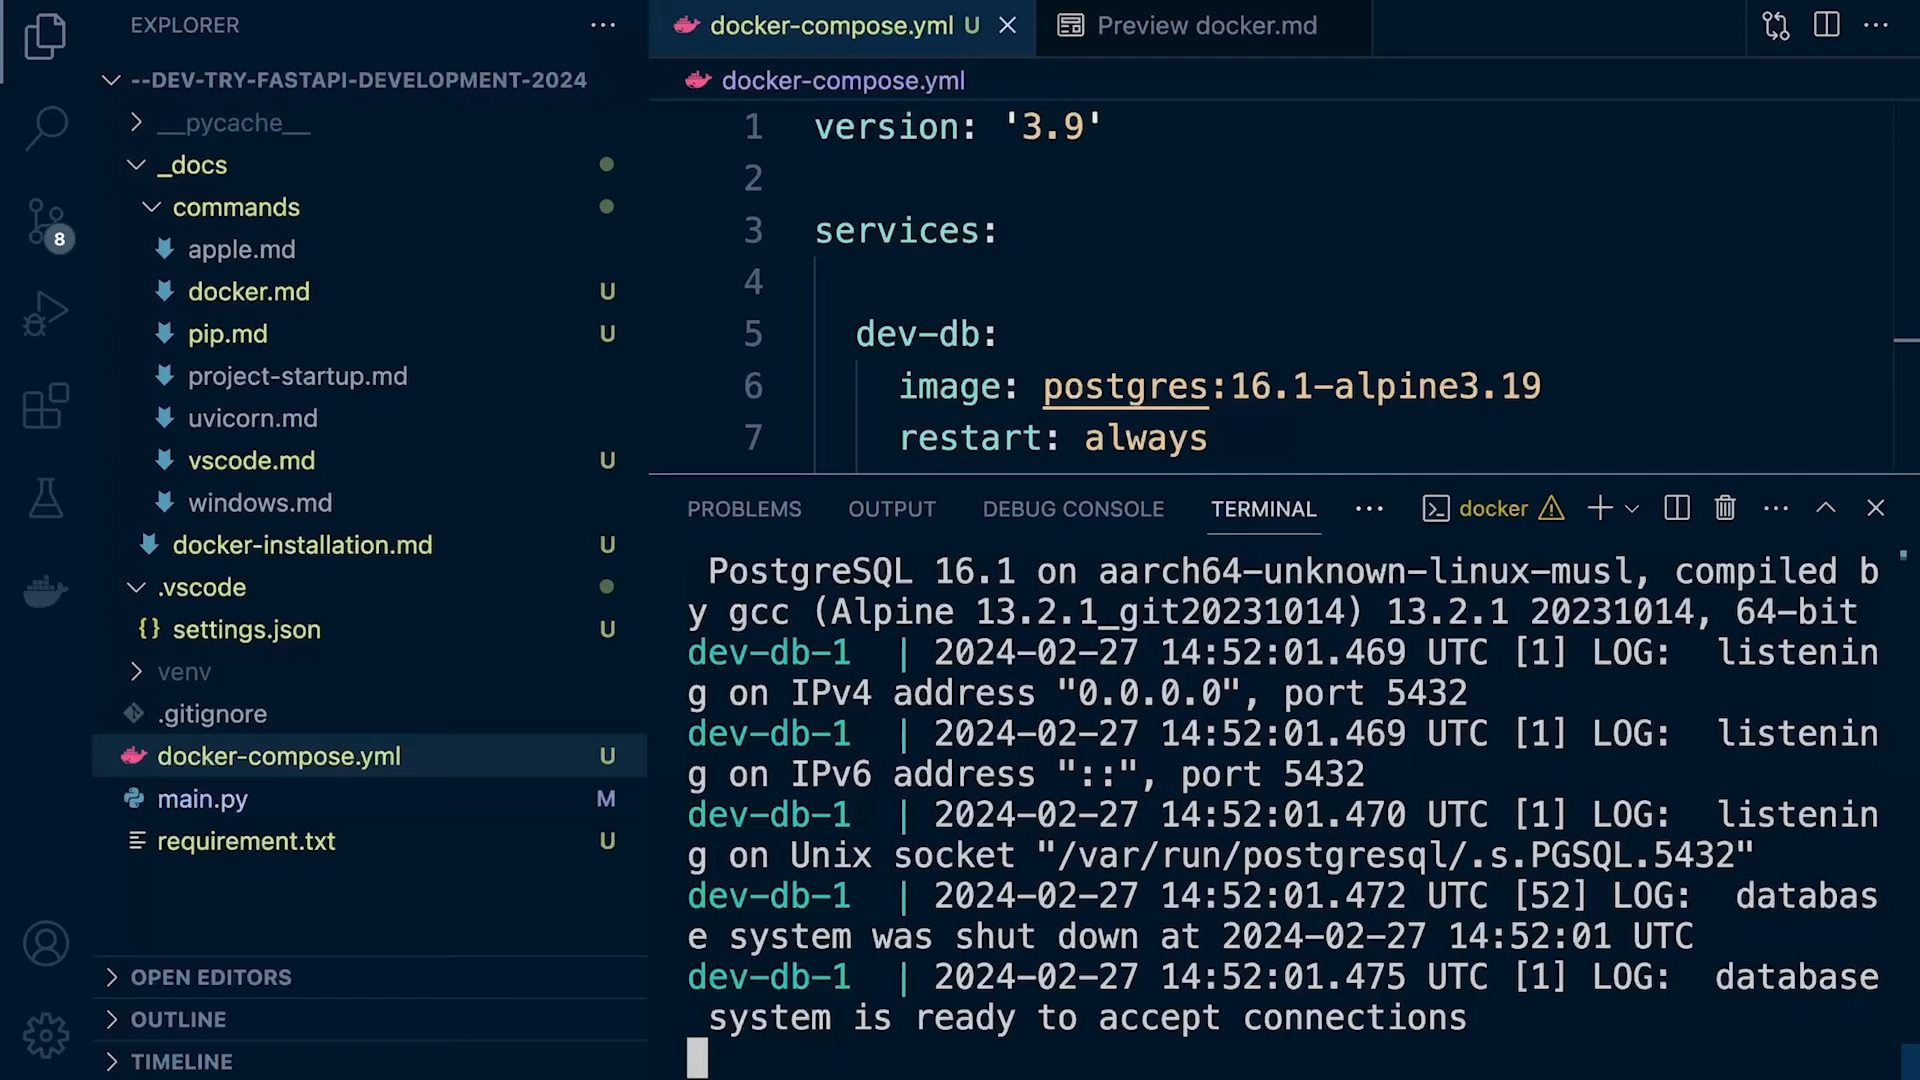 EXPLORER
--DEV-TRY-FASTAPI-DEVELOPMENT-2024
__pycache__
_docs
commands
apple.md
docker.md U
pip.md U
project-startup.md
uvicorn.md
vscode.md U
windows.md
docker-installation.md U
.vscode
settings.json U
venv
.gitignore
docker-compose.yml U
main.py M
requirement.txt U
OPEN EDITORS
OUTLINE
TIMELINE
8
docker-compose.yml U
Preview docker.md
docker-compose.yml
1 version: '3.9'
2
3 services:
4
5 dev-db:
6 image: postgres:16.1-alpine3.19
7 restart: always
PROBLEMS OUTPUT DEBUG CONSOLE TERMINAL docker
PostgreSQL 16.1 on aarch64-unknown-linux-musl, compiled b
y gcc (Alpine 13.2.1_git20231014) 13.2.1 20231014, 64-bit
dev-db-1 | 2024-02-27 14:52:01.469 UTC [1] LOG: listenin
g on IPv4 address "0.0.0.0", port 5432
dev-db-1 | 2024-02-27 14:52:01.469 UTC [1] LOG: listenin
g on IPv6 address "::", port 5432
dev-db-1 | 2024-02-27 14:52:01.470 UTC [1] LOG: listenin
g on Unix socket "/var/run/postgresql/.s.PGSQL.5432"
dev-db-1 | 2024-02-27 14:52:01.472 UTC [52] LOG: databas
e system was shut down at 2024-02-27 14:52:01 UTC
dev-db-1 | 2024-02-27 14:52:01.475 UTC [1] LOG: database
system is ready to accept connections